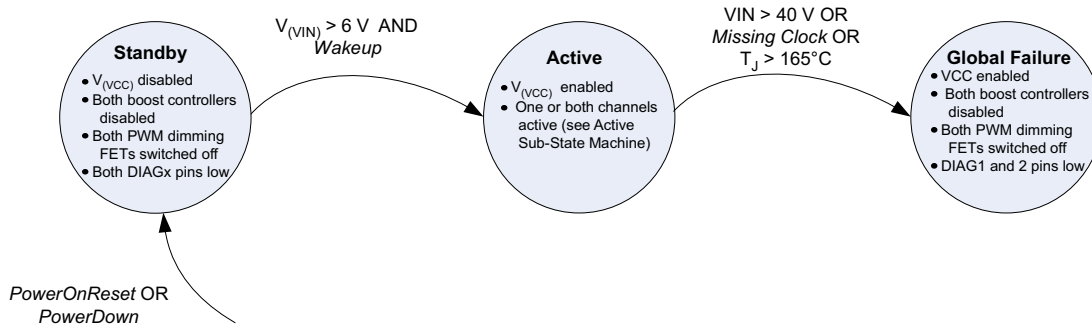 V(VIN) > 6 V AND
Wakeup
VIN > 40 V OR
Missing Clock OR
TJ > 165°C
Standby
• V(VCC) disabled
• Both boost controllers
disabled
• Both PWM dimming
FETs switched off
• Both DIAGx pins low
Active
• V(VCC) enabled
• One or both channels
active (see Active
Sub-State Machine)
Global Failure
• VCC enabled
• Both boost controllers
disabled
• Both PWM dimming
FETs switched off
• DIAG1 and 2 pins low
PowerOnReset OR
PowerDown